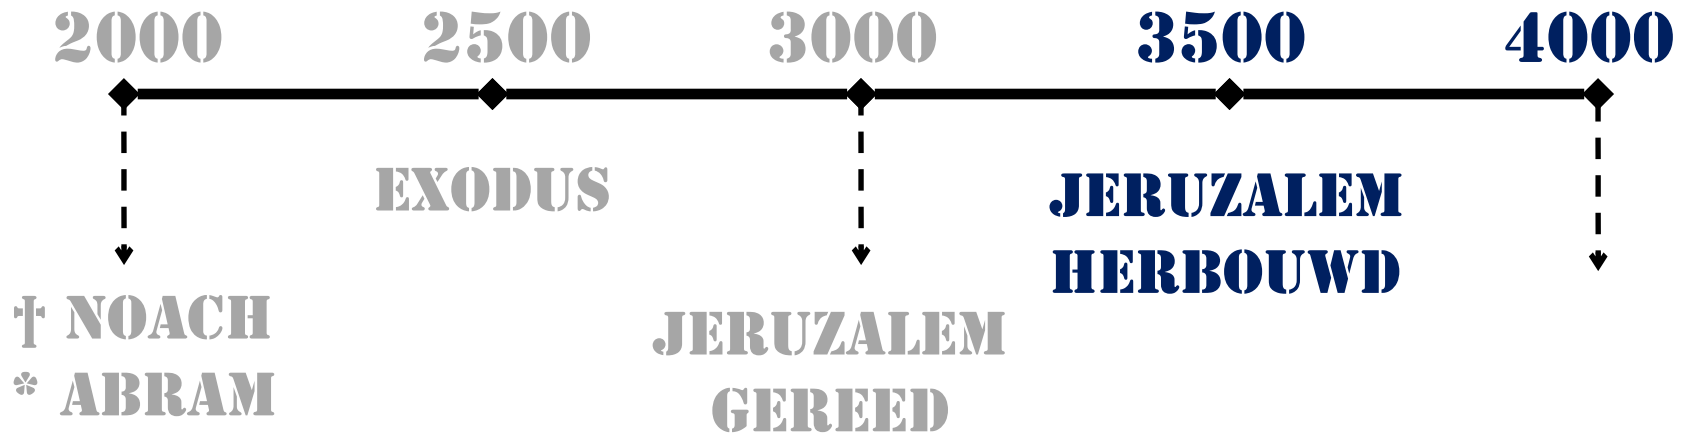 2000 2500 3000 3500 4000
EXODUS
JERUZALEM
HERBOUWD
† NOACH
* ABRAM
JERUZALEM
GEREED